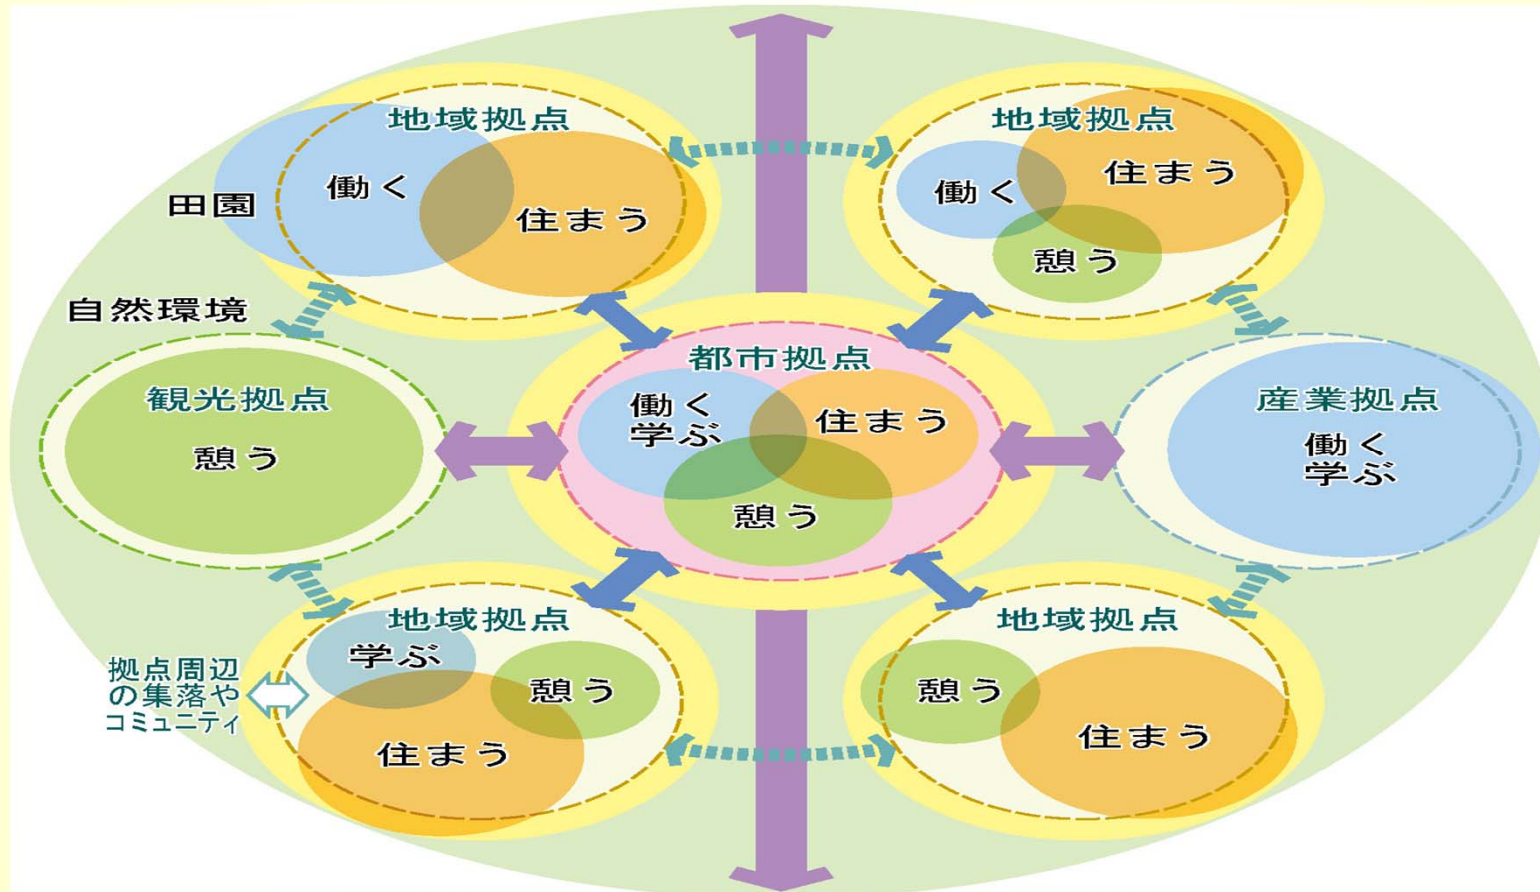 地域拠点
働く
住まう
田園
地域拠点
働く
住まう
憩う
自然環境
観光拠点
憩う
都市拠点
働く
学ぶ
住まう
憩う
産業拠点
働く
学ぶ
地域拠点
学ぶ
憩う
住まう
拠点周辺
の集落や
コミュニティ
地域拠点
憩う
住まう